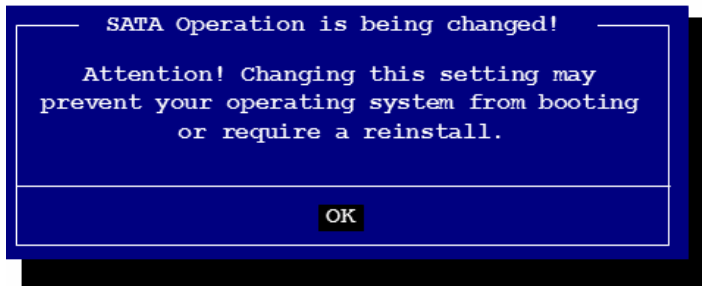 SATA Operation is being changed!
Attention! Changing this setting may
prevent your operating system from booting
or require a reinstall.
OK